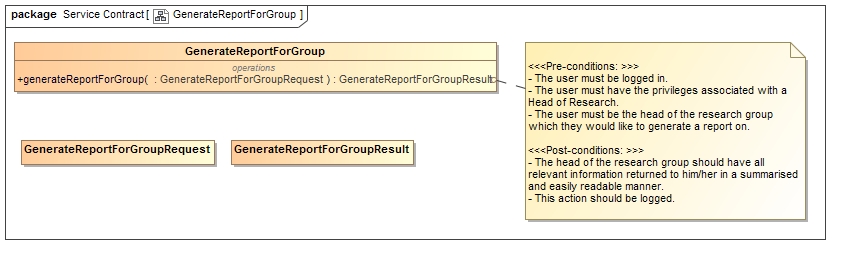 package Service Contract [ GenerateReportForGroup ]
GenerateReportForGroup
operations
+generateReportForGroup( : GenerateReportForGroupRequest ) : GenerateReportForGroupResult
<<<Pre-conditions: >>>
- The user must be logged in.
- The user must have the privileges associated with a
Head of Research.
- The user must be the head of the research group
which they would like to generate a report on.
<<<Post-conditions: >>>
- The head of the research group should have all
relevant information returned to him/her in a summarised
and easily readable manner.
- This action should be logged.
GenerateReportForGroupRequest
GenerateReportForGroupResult